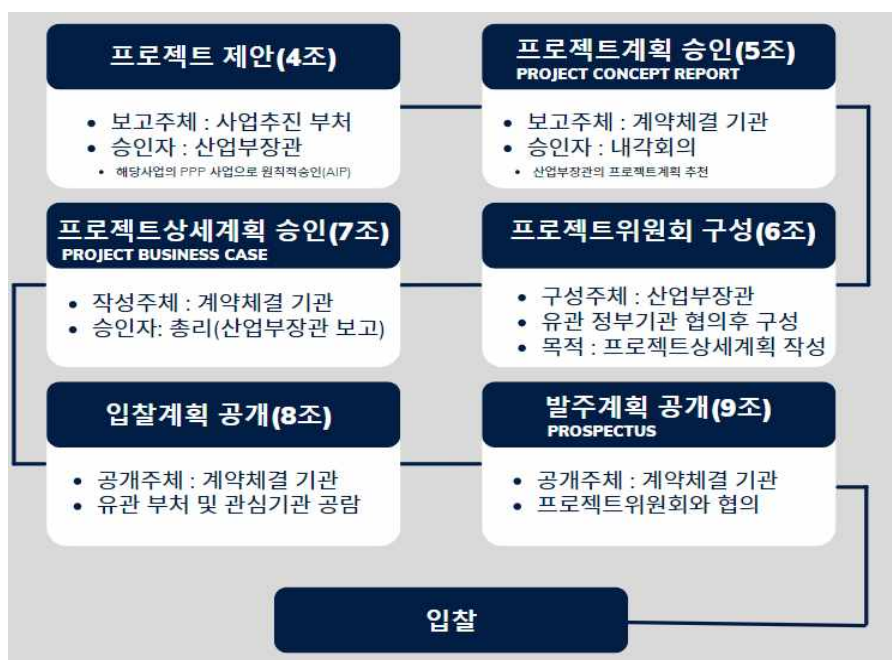 프로젝트 제안(4조)
• 보고주체 : 사업추진 부처
• 승인자 : 산업부장관
• 해당사업의 PPP 사업으로 원칙적승인(AIP)
프로젝트계획 승인(5조)
PROJECT CONCEPT REPORT
• 보고주체 : 계약체결 기관
• 승인자 : 내각회의
• 산업부장관의 프로젝트계획 추천
프로젝트위원회 구성(6조)
• 구성주체 : 산업부장관
• 유관 정부기관 협의후 구성
• 목적 : 프로젝트상세계획 작성
프로젝트상세계획 승인(7조)
PROJECT BUSINESS CASE
• 작성주체 : 계약체결 기관
• 승인자: 총리(산업부장관 보고)
입찰계획 공개(8조)
• 공개주체 : 계약체결 기관
• 유관 부처 및 관심기관 공람
발주계획 공개(9조)
PROSPECTUS
• 공개주체 : 계약체결 기관
• 프로젝트위원회와 협의
입찰